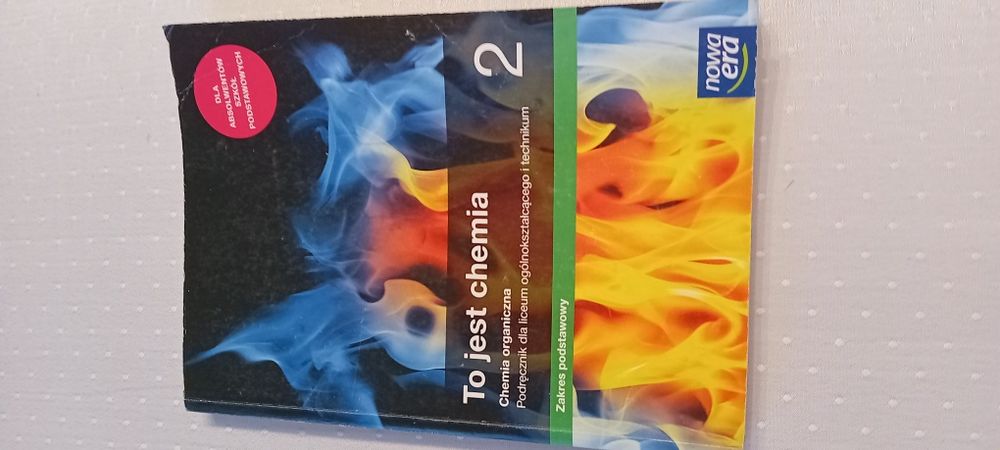 DLA
ABSOLWENTÓW
SZKÓŁ
PODSTAWOWYCH
2
nowa
era
To jest chemia
Chemia organiczna
Podręcznik dla liceum ogólnokształcącego i technikum
Zakres podstawowy